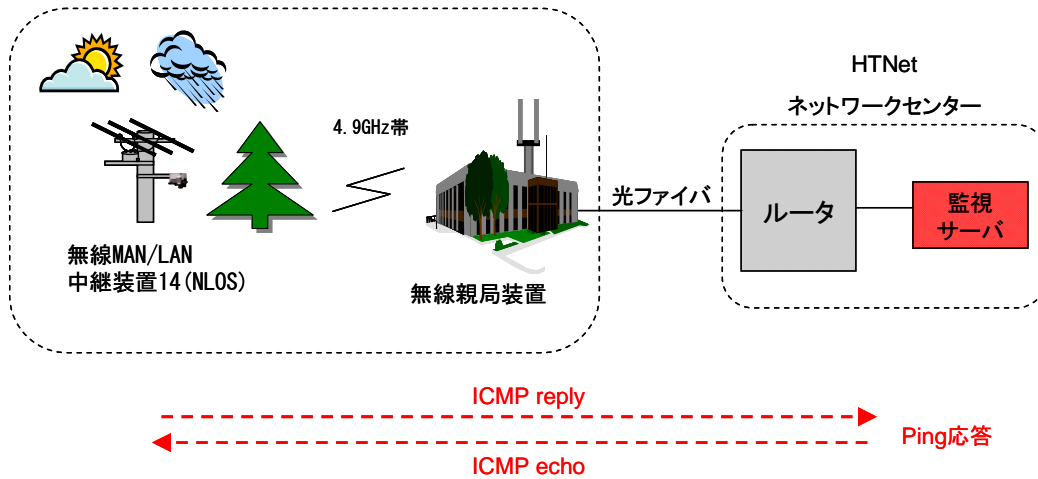 HTNet
ネットワークセンター
4.9GHz帯
光ファイバ
ルータ
監視
サーバ
無線MAN/LAN
中継装置14(NLOS)
無線親局装置
ICMP reply
Ping応答
ICMP echo